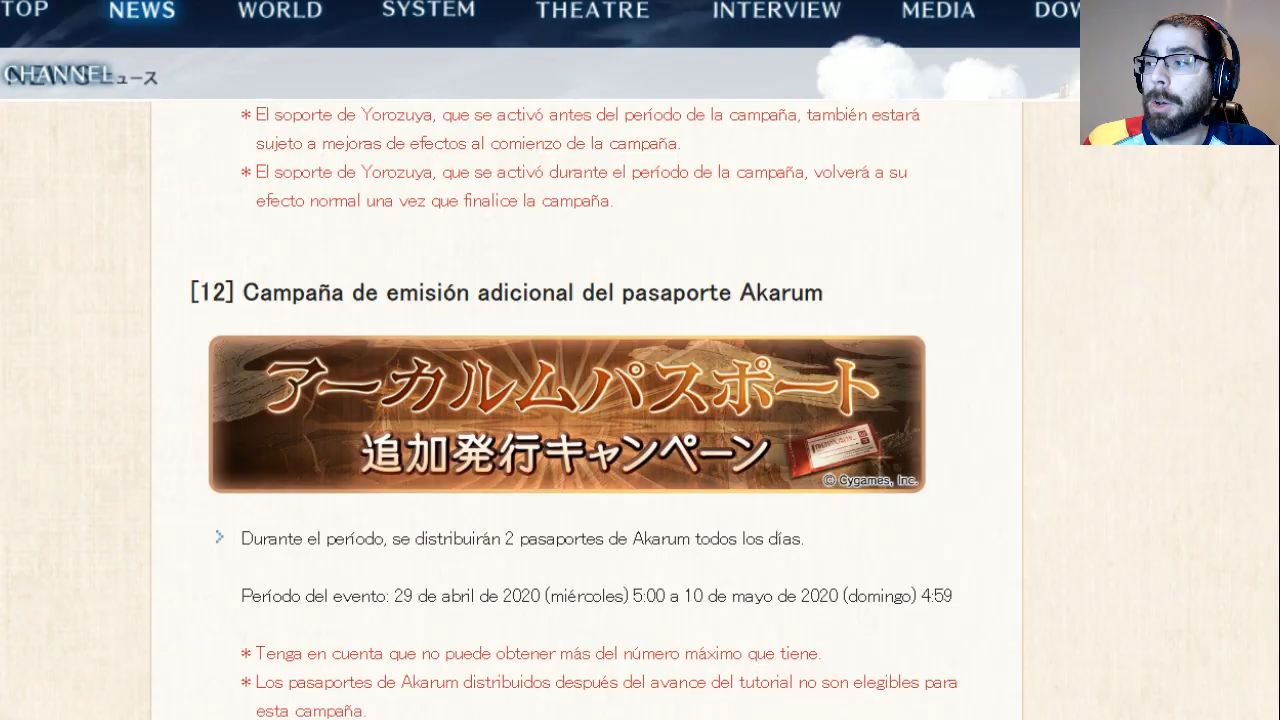 TOP NEWS WORLD SYSTEM THEATRE INTERVIEW MEDIA DOW
CHANNEL ニュース
* El soporte de Yorozuya, que se activó antes del período de la campaña, también estará
sujeto a mejoras de efectos al comienzo de la campaña.
* El soporte de Yorozuya, que se activó durante el período de la campaña, volverá a su
efecto normal una vez que finalice la campaña.
[12] Campaña de emisión adicional del pasaporte Akarum
アーカルムパスポート
追加発行キャンペーン
© Cygames, Inc.
Durante el período, se distribuirán 2 pasaportes de Akarum todos los días.
Período del evento: 29 de abril de 2020 (miércoles) 5:00 a 10 de mayo de 2020 (domingo) 4:59
* Tenga en cuenta que no puede obtener más del número máximo que tiene.
* Los pasaportes de Akarum distribuidos después del avance del tutorial no son elegibles para
esta campaña.